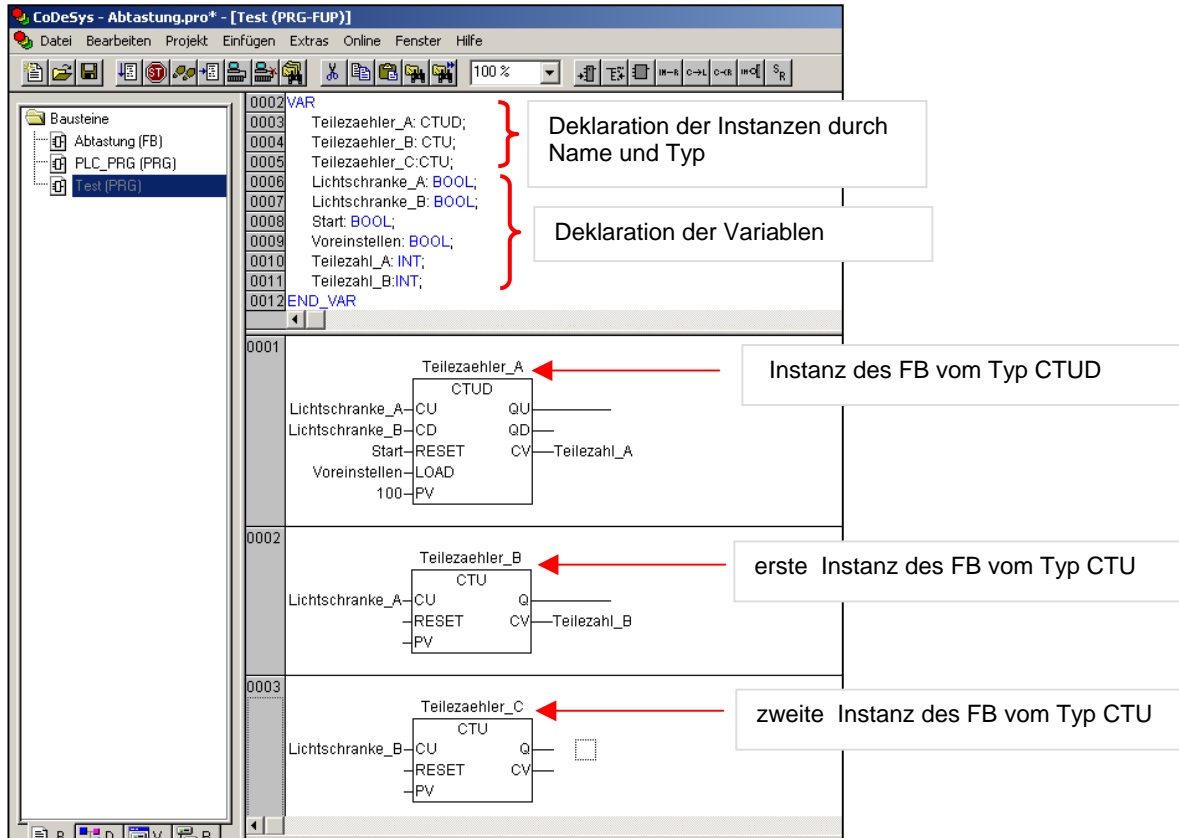 CoDeSys - Abtastung.pro* - [Test (PRG-FUP)]
Datei Bearbeiten Projekt Einfügen Extras Online Fenster Hilfe
100 %
Bausteine
Abtastung (FB)
PLC_PRG (PRG)
Test (PRG)
0002 VAR
0003 Teilezaehler_A: CTUD;
0004 Teilezaehler_B: CTU;
0005 Teilezaehler_C:CTU;
0006 Lichtschranke_A: BOOL;
0007 Lichtschranke_B: BOOL;
0008 Start: BOOL;
0009 Voreinstellen: BOOL;
0010 Teilezahl_A: INT;
0011 Teilezahl_B:INT;
0012 END_VAR
Deklaration der Instanzen durch
Name und Typ
Deklaration der Variablen
0001
Teilezaehler_A
CTUD
Lichtschranke_A CU QU
Lichtschranke_B CD QD
Start RESET CV Teilezahl_A
Voreinstellen LOAD
100 PV
Instanz des FB vom Typ CTUD
0002
Teilezaehler_B
CTU
Lichtschranke_A CU Q
RESET CV Teilezahl_B
PV
erste Instanz des FB vom Typ CTU
0003
Teilezaehler_C
CTU
Lichtschranke_B CU Q
RESET CV
PV
zweite Instanz des FB vom Typ CTU